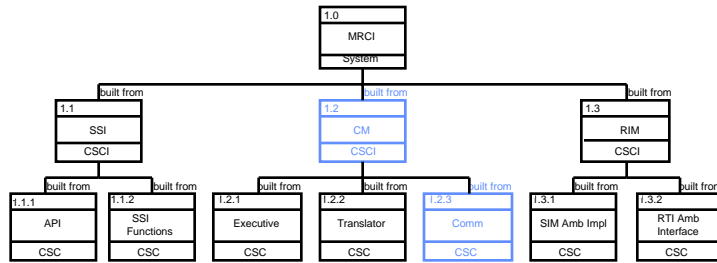 1.0
MRCI
System
built from
built from
built from
1.1
SSI
CSCI
1.2
CM
CSCI
1.3
RIM
CSCI
built from
built from
built from
built from
built from
built from
built from
1.1.1
API
CSC
1.1.2
SSI
Functions
CSC
1.2.1
Executive
CSC
1.2.2
Translator
CSC
1.2.3
Comm
CSC
1.3.1
SIM Amb Impl
CSC
1.3.2
RTI Amb
Interface
CSC